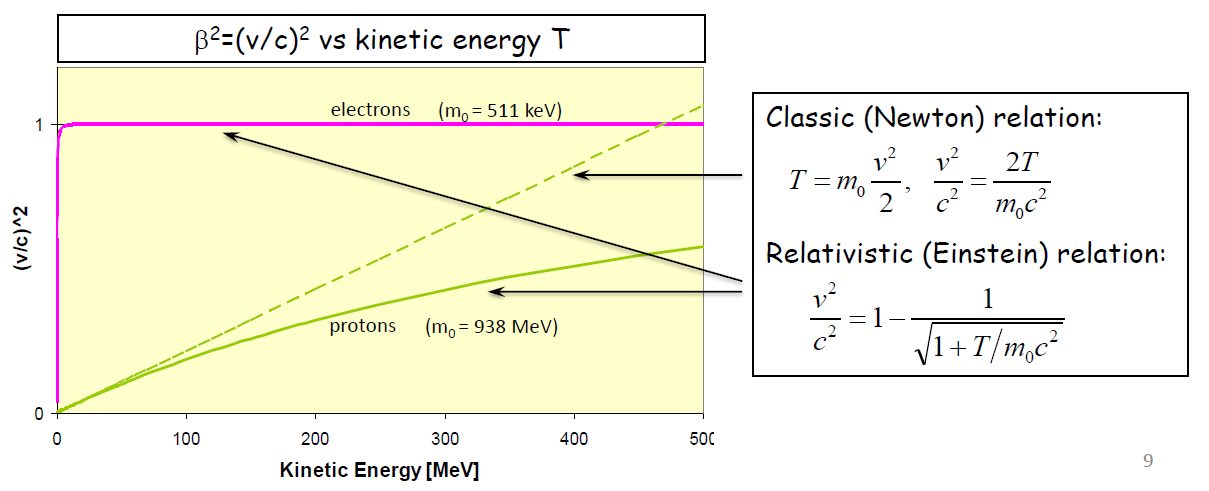 β²=(v/c)² vs kinetic energy T
electrons (m₀ = 511 keV)
1
(v/c)^2
protons (m₀ = 938 MeV)
0
0 100 200 300 400 500
Kinetic Energy [MeV]
Classic (Newton) relation:
T = m₀ v²/2, v²/c² = 2T/m₀c²
Relativistic (Einstein) relation:
v²/c² = 1 − 1/√(1 + T/m₀c²)
9